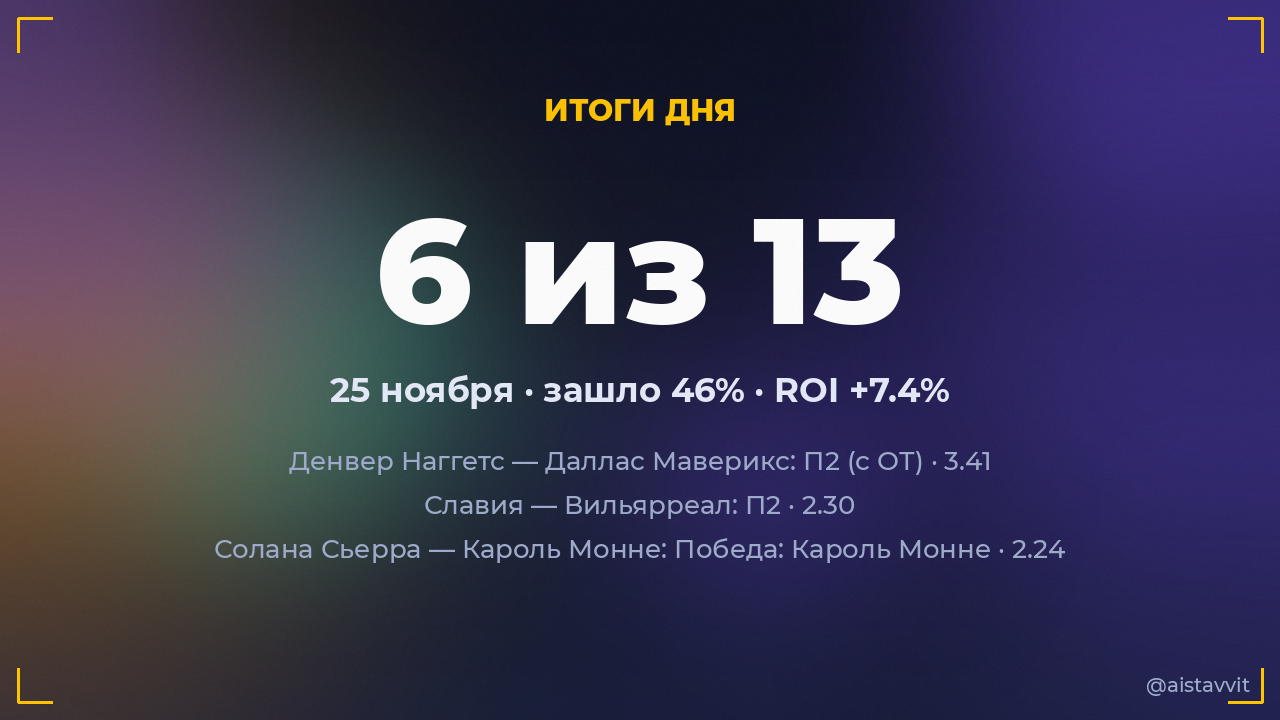 ИТОГИ ДНЯ
6 из 13
25 ноября · зашло 46% · ROI +7.4%
Денвер Наггетс — Даллас Маверикс: П2 (с ОТ) · 3.41
Славия — Вильярреал: П2 · 2.30
Солана Сьерра — Кароль Монне: Победа: Кароль Монне · 2.24
@aistavvit